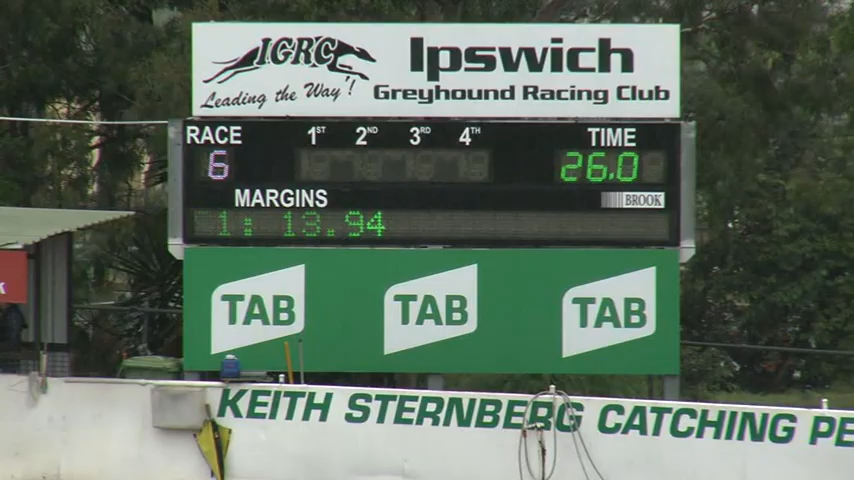 IGRC
Leading the Way!
Ipswich
Greyhound Racing Club
RACE 1ST 2ND 3RD 4TH TIME
6 26.0
MARGINS BROOK
1: 13.94
TAB TAB TAB
KEITH STERNBERG CATCHING PE